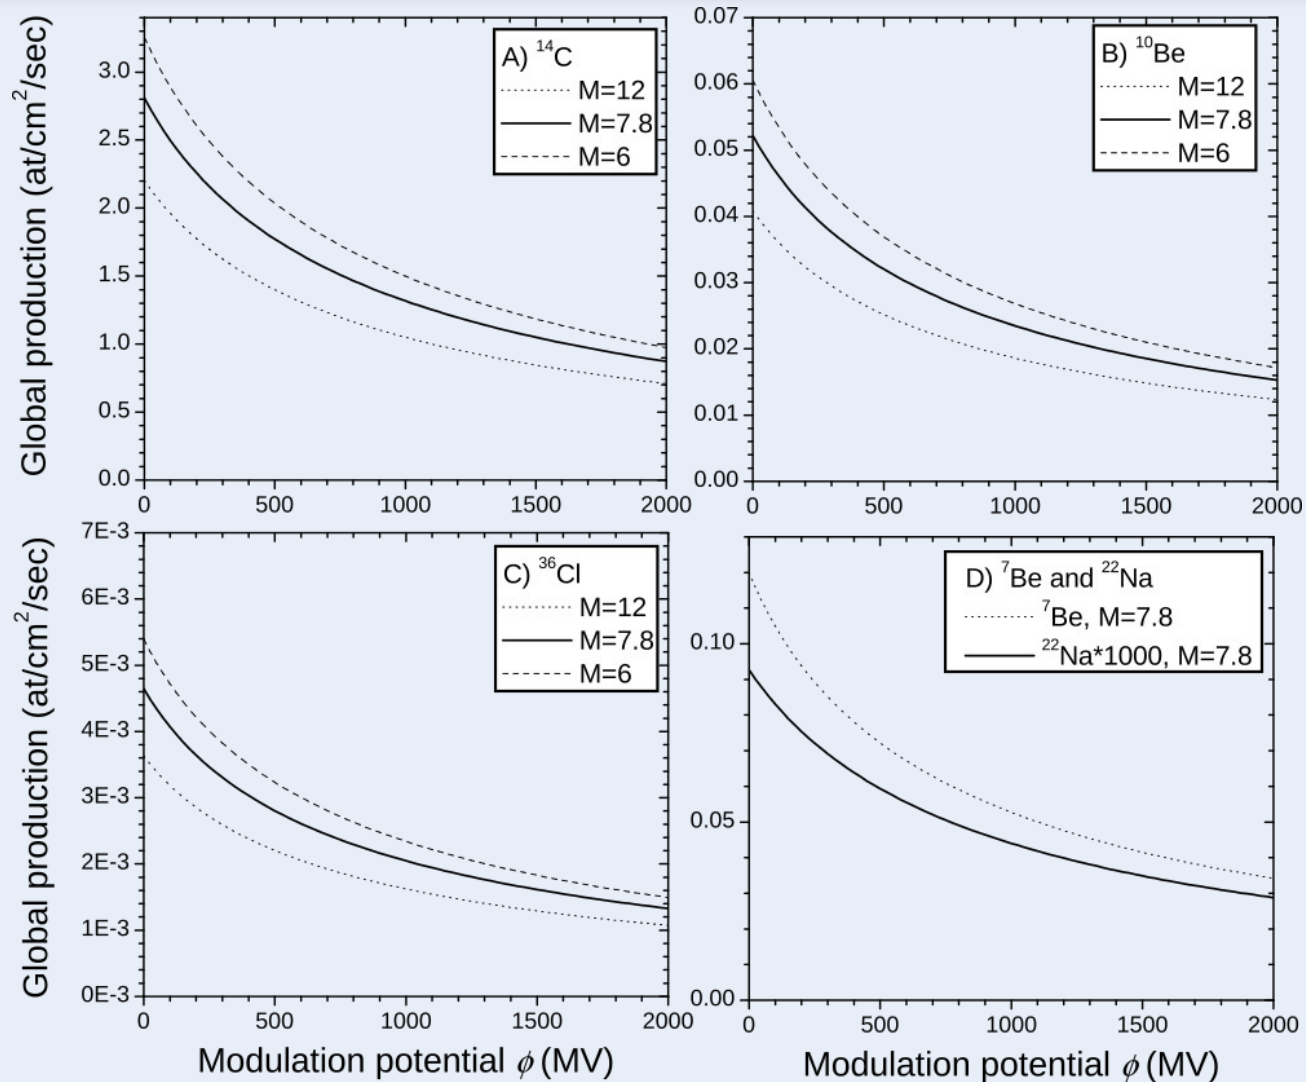 Global production (at/cm²/sec)
3.0
2.5
2.0
1.5
1.0
0.5
0.0
0 500 1000 1500 2000
A) ¹⁴C
M=12
M=7.8
M=6
0.07
0.06
0.05
0.04
0.03
0.02
0.01
0.00
0 500 1000 1500 2000
B) ¹⁰Be
M=12
M=7.8
M=6
Global production (at/cm²/sec)
7E-3
6E-3
5E-3
4E-3
3E-3
2E-3
1E-3
0E-3
0 500 1000 1500 2000
C) ³⁶Cl
M=12
M=7.8
M=6
Modulation potential ϕ (MV)
0.10
0.05
0.00
0 500 1000 1500 2000
D) ⁷Be and ²²Na
⁷Be, M=7.8
²²Na*1000, M=7.8
Modulation potential ϕ (MV)